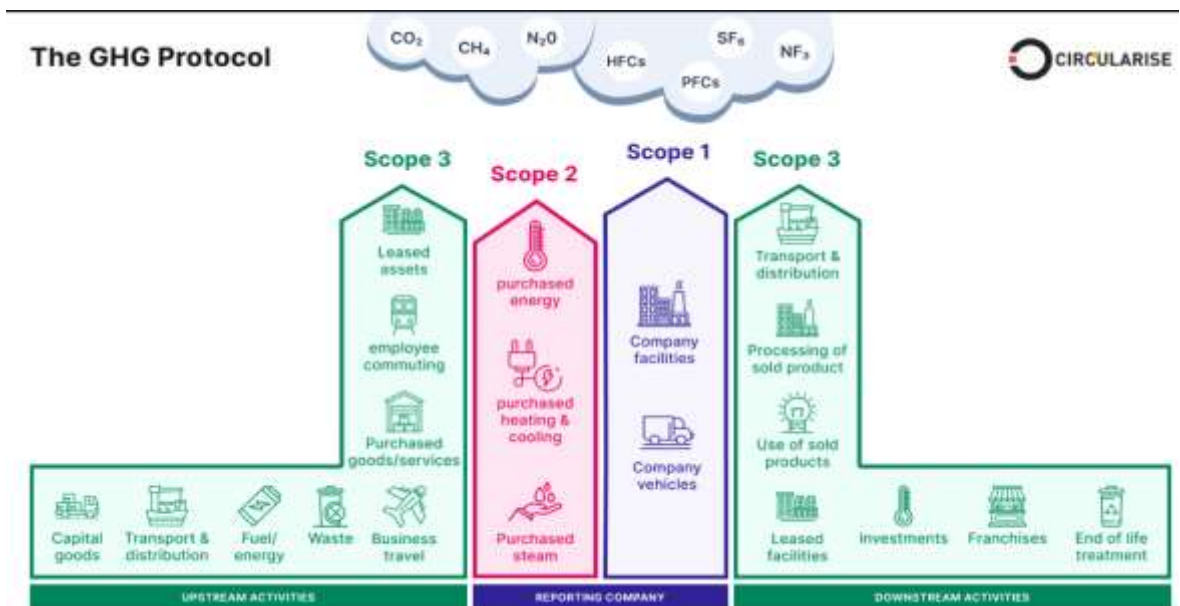 The GHG Protocol
CO₂
CH₄
N₂0
HFCs
PFCs
SF₆
NF₃
CIRCULARISE
Scope 3
Leased
assets
employee
commuting
Purchased
goods/services
Capital
goods
Transport &
distribution
Fuel/
energy
Waste
Business
travel
UPSTREAM ACTIVITIES
Scope 2
purchased
energy
purchased
heating &
cooling
Purchased
steam
Scope 1
Company
facilities
Company
vehicles
REPORTING COMPANY
Scope 3
Transport &
distribution
Processing of
sold product
Use of sold
products
Leased
facilities
Investments
Franchises
End of life
treatment
DOWNSTREAM ACTIVITIES